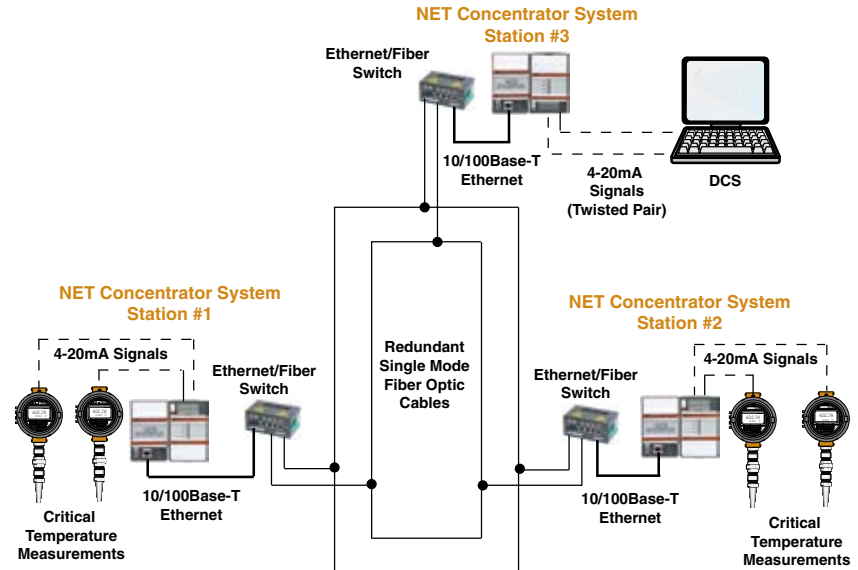 NET Concentrator System
Station #3
Ethernet/Fiber
Switch
10/100Base-T
Ethernet
4-20mA
Signals
(Twisted Pair)
DCS
NET Concentrator System
Station #1
4-20mA Signals
Ethernet/Fiber
Switch
10/100Base-T
Ethernet
Critical
Temperature
Measurements
Redundant
Single Mode
Fiber Optic
Cables
NET Concentrator System
Station #2
4-20mA Signals
Ethernet/Fiber
Switch
10/100Base-T
Ethernet
Critical
Temperature
Measurements